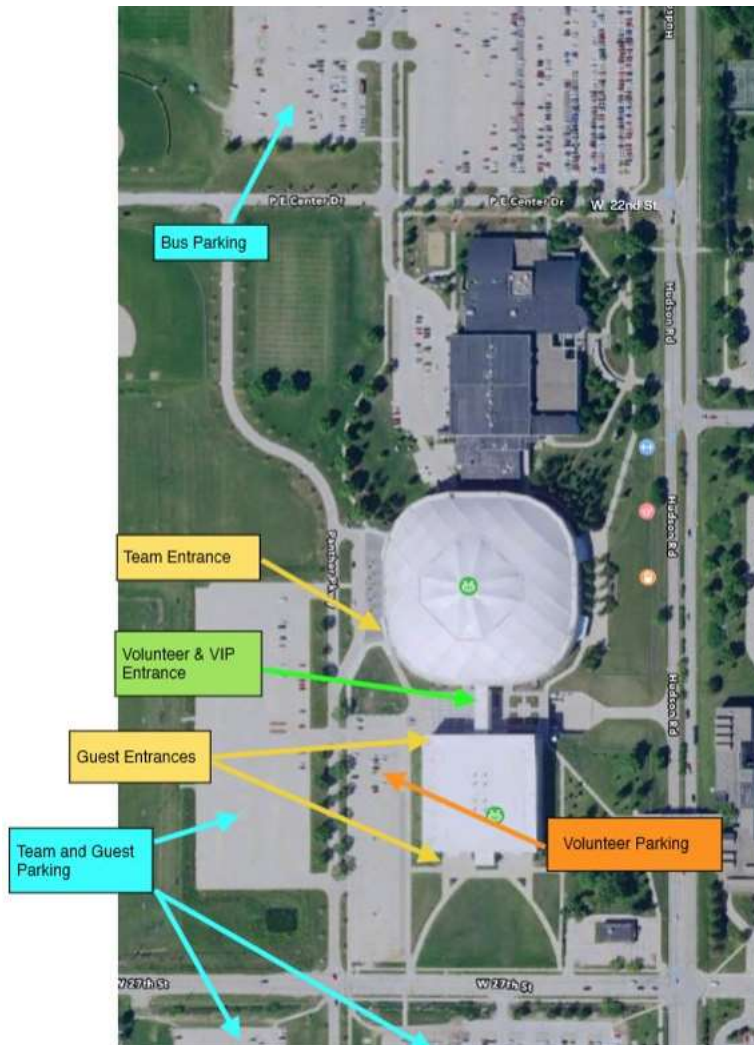 Hudson R
P E Center Dr
P E Center Dr
W. 22nd St
Bus Parking
Hudson Rd
Hudson Rd
Team Entrance
Volunteer & VIP
Entrance
Hudson Rd
Guest Entrances
Volunteer Parking
Team and Guest
Parking
W 27th St
W 27th St